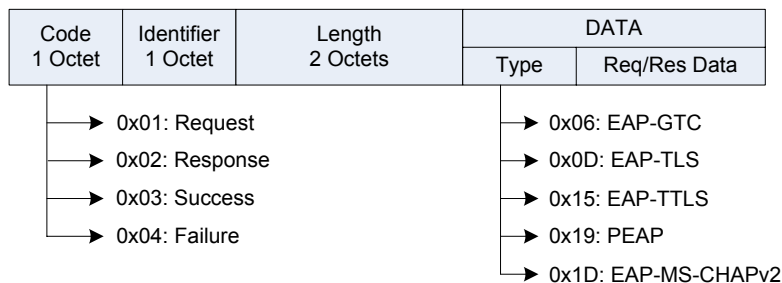 Code
1 Octet
Identifier
1 Octet
Length
2 Octets
DATA
Type
Req/Res Data
0x01: Request
0x02: Response
0x03: Success
0x04: Failure
0x06: EAP-GTC
0x0D: EAP-TLS
0x15: EAP-TTLS
0x19: PEAP
0x1D: EAP-MS-CHAPv2